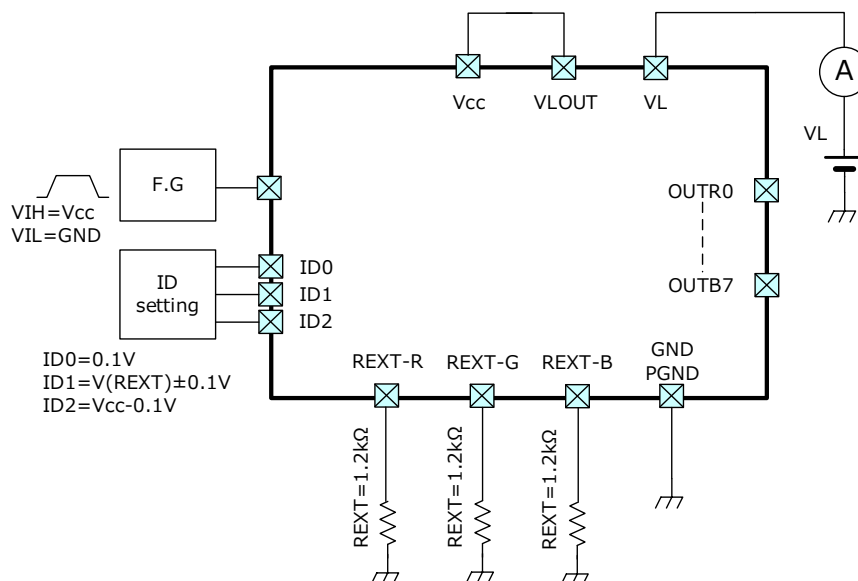 Vcc
VLOUT
VL
A
VL
F.G
VIH=Vcc
VIL=GND
ID
setting
ID0
ID1
ID2
ID0=0.1V
ID1=V(REXT)±0.1V
ID2=Vcc-0.1V
OUTR0
OUTB7
REXT-R
REXT-G
REXT-B
GND
PGND
REXT=1.2kΩ
REXT=1.2kΩ
REXT=1.2kΩ